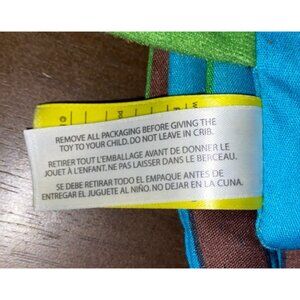 REMOVE ALL PACKAGING BEFORE GIVING THE
TOY TO YOUR CHILD. DO NOT LEAVE IN CRIB.
RETIRER TOUT L'EMBALLAGE AVANT DE DONNER LE
JOUET À L'ENFANT. NE PAS LAISSER DANS LE BERCEAU.
SE DEBE RETIRAR TODO EL EMPAQUE ANTES DE
ENTREGAR EL JUGUETE AL NIÑO. NO DEJAR EN LA CUNA.